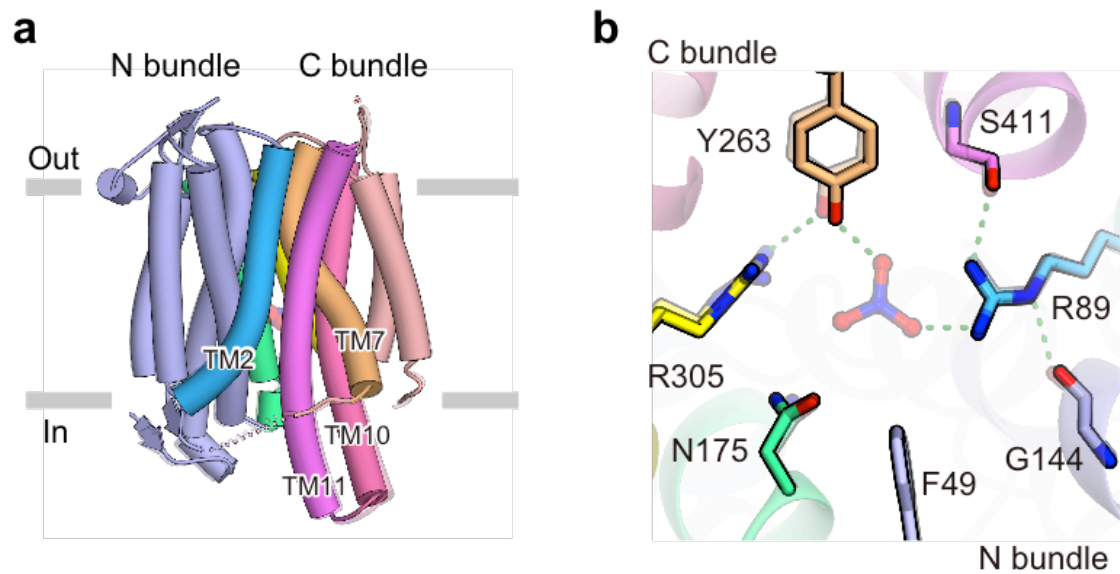 a
N bundle
C bundle
Out
In
TM2
TM7
TM10
TM11
b
C bundle
Y263
S411
R305
R89
N175
F49
G144
N bundle